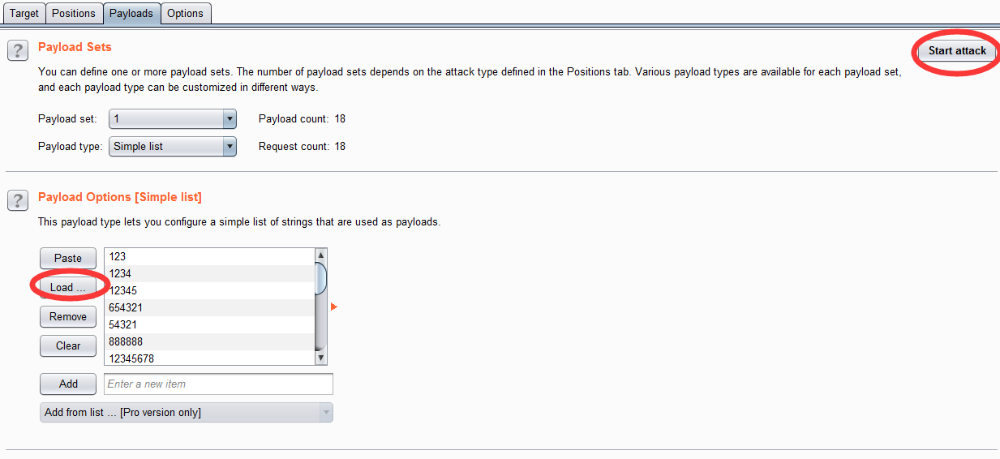 Target Positions Payloads Options
? Payload Sets
Start attack
You can define one or more payload sets. The number of payload sets depends on the attack type defined in the Positions tab. Various payload types are available for each payload set,
and each payload type can be customized in different ways.
Payload set: 1 Payload count: 18
Payload type: Simple list Request count: 18
? Payload Options [Simple list]
This payload type lets you configure a simple list of strings that are used as payloads.
Paste
Load ...
Remove
Clear
123
1234
12345
654321
54321
888888
12345678
Add Enter a new item
Add from list ... [Pro version only]